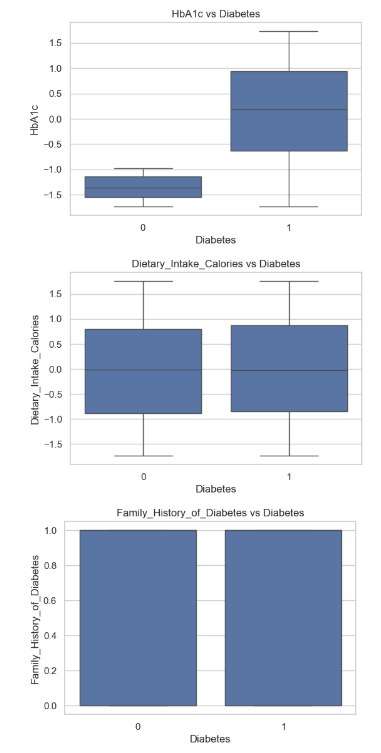 HbA1c vs Diabetes
HbA1c
1.5
1.0
0.5
0.0
−0.5
−1.0
−1.5
0 1
Diabetes
Dietary_Intake_Calories vs Diabetes
Dietary_Intake_Calories
1.5
1.0
0.5
0.0
−0.5
−1.0
−1.5
0 1
Diabetes
Family_History_of_Diabetes vs Diabetes
Family_History_of_Diabetes
1.0
0.8
0.6
0.4
0.2
0.0
0 1
Diabetes